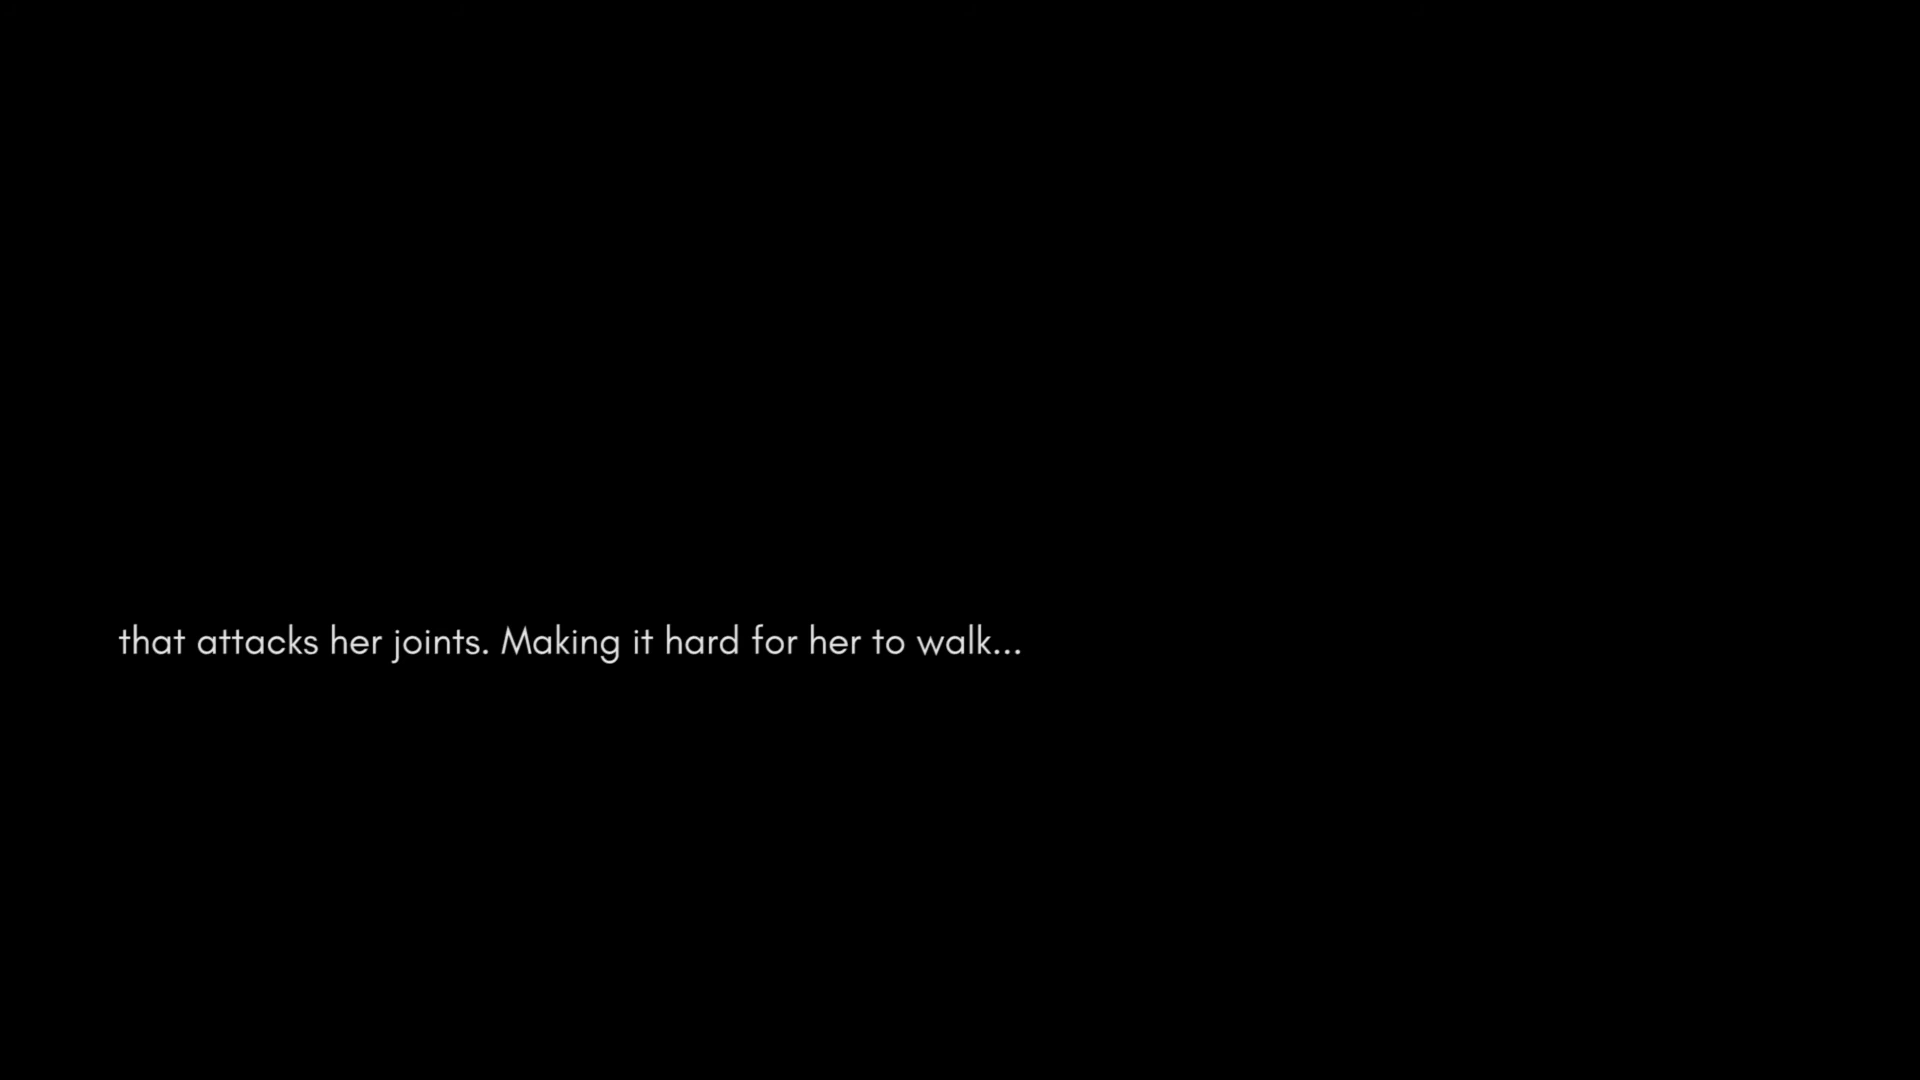 that attacks her joints. Making it hard for her to walk...